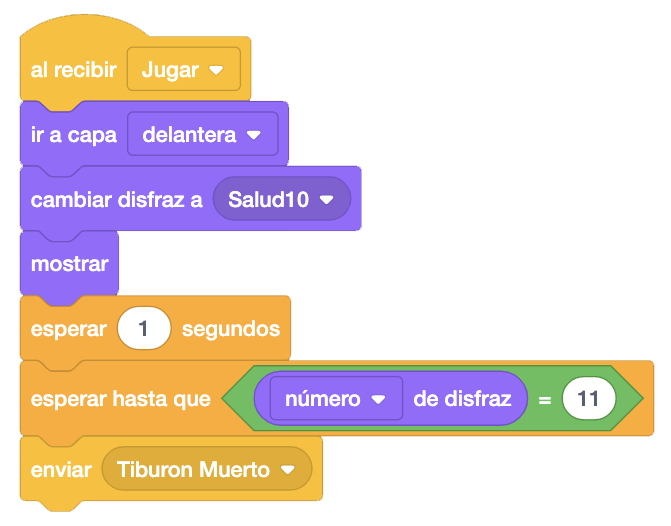 al recibir Jugar
ir a capa delantera
cambiar disfraz a Salud10
mostrar
esperar 1 segundos
esperar hasta que número de disfraz = 11
enviar Tiburon Muerto